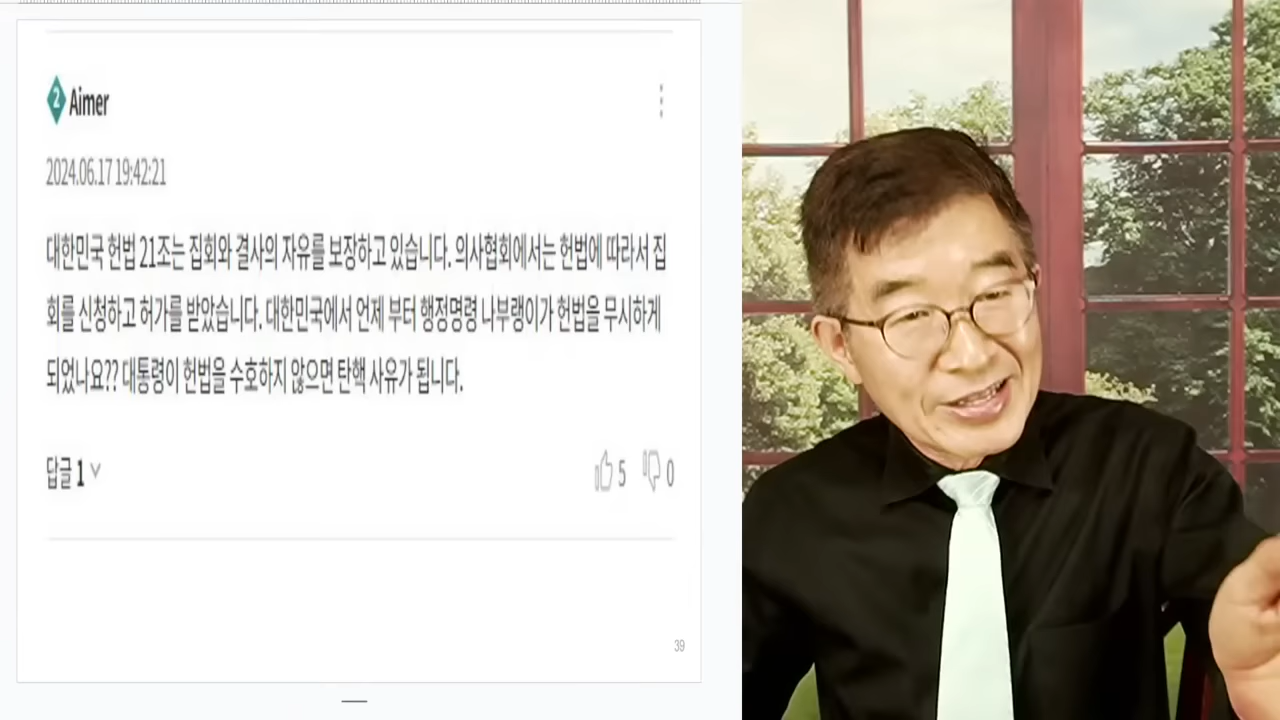 2 Aimer
2024.06.17 19:42:21
대한민국 헌법 21조는 집회와 결사의 자유를 보장하고 있습니다. 의사협회에서는 헌법에 따라서 집
회를 신청하고 허가를 받았습니다. 대한민국에서 언제 부터 행정명령 나부랭이가 헌법을 무시하게
되었나요?? 대통령이 헌법을 수호하지 않으면 탄핵 사유가 됩니다.
답글 1
5 0
39